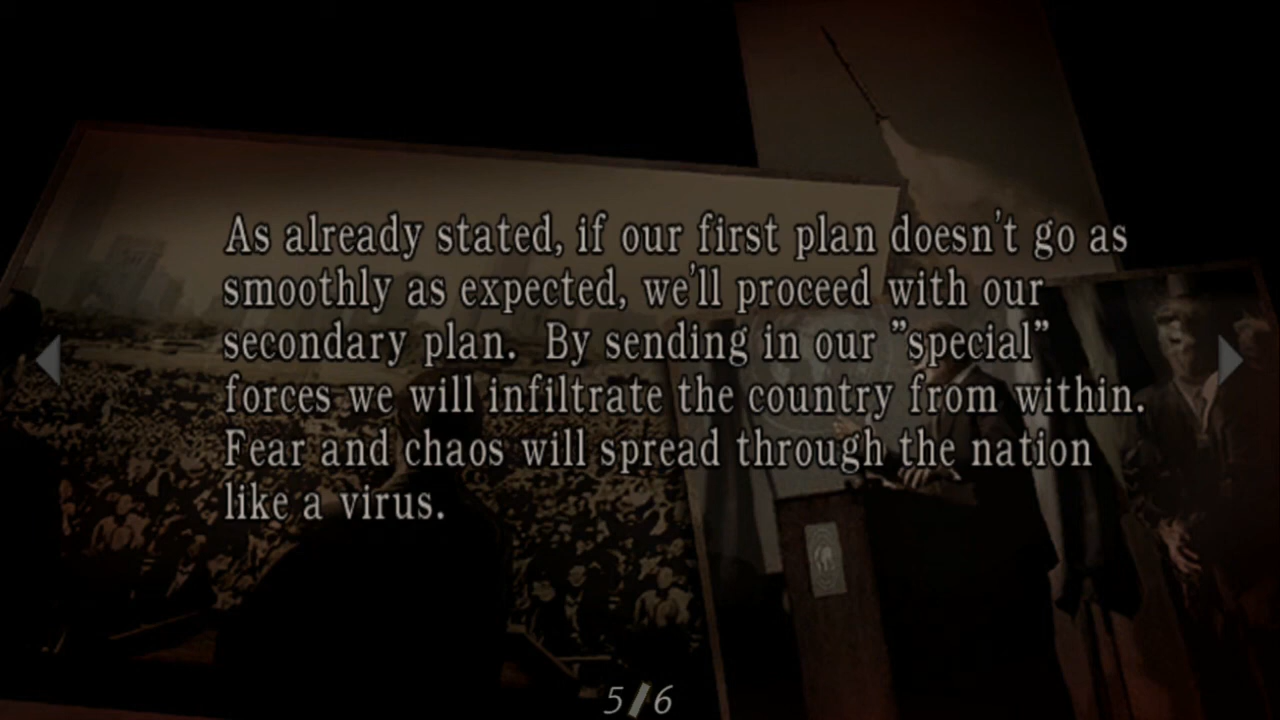 As already stated, if our first plan doesn't go as
smoothly as expected, we'll proceed with our
secondary plan.  By sending in our ”special”
forces we will infiltrate the country from within.
Fear and chaos will spread through the nation
like a virus.
5/6